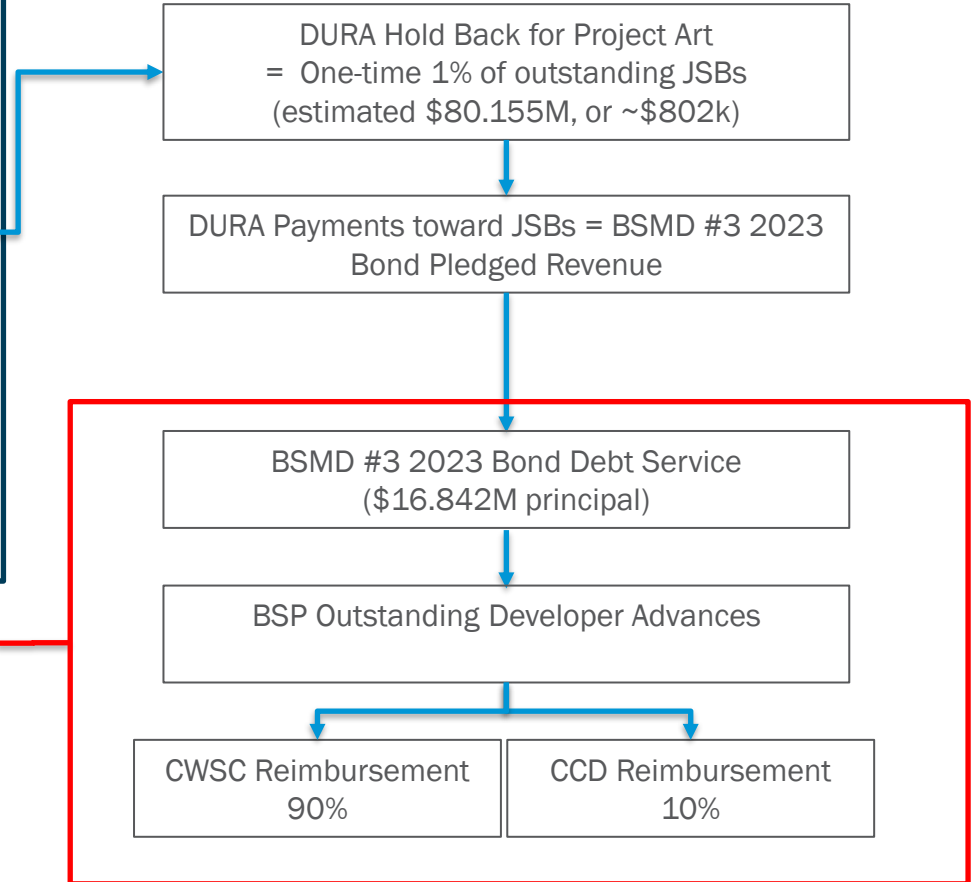 DURA Hold Back for Project Art
= One-time 1% of outstanding JSBs
(estimated $80.155M, or ~$802k)
DURA Payments toward JSBs = BSMD #3 2023
Bond Pledged Revenue
BSMD #3 2023 Bond Debt Service
($16.842M principal)
BSP Outstanding Developer Advances
CWSC Reimbursement
90%
CCD Reimbursement
10%